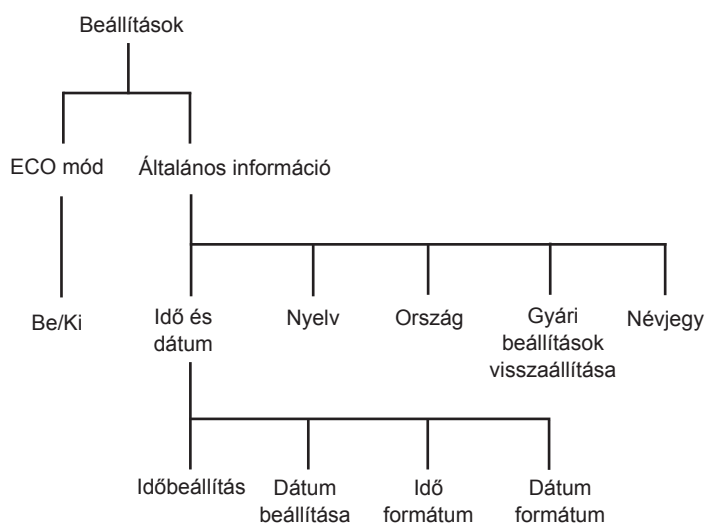 Beállítások
ECO mód
Általános információ
Be/Ki
Idő és
dátum
Nyelv
Ország
Gyári
beállítások
visszaállítása
Névjegy
Időbeállítás
Dátum
beállítása
Idő
formátum
Dátum
formátum